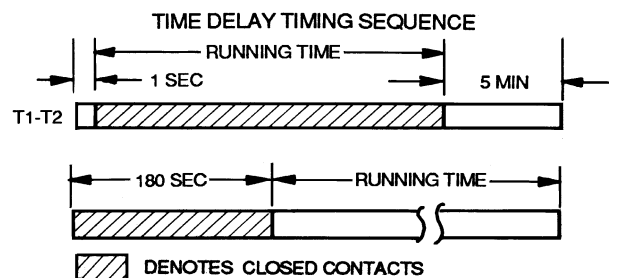 TIME DELAY TIMING SEQUENCE
RUNNING TIME
1 SEC
5 MIN
T1-T2
180 SEC
RUNNING TIME
DENOTES CLOSED CONTACTS